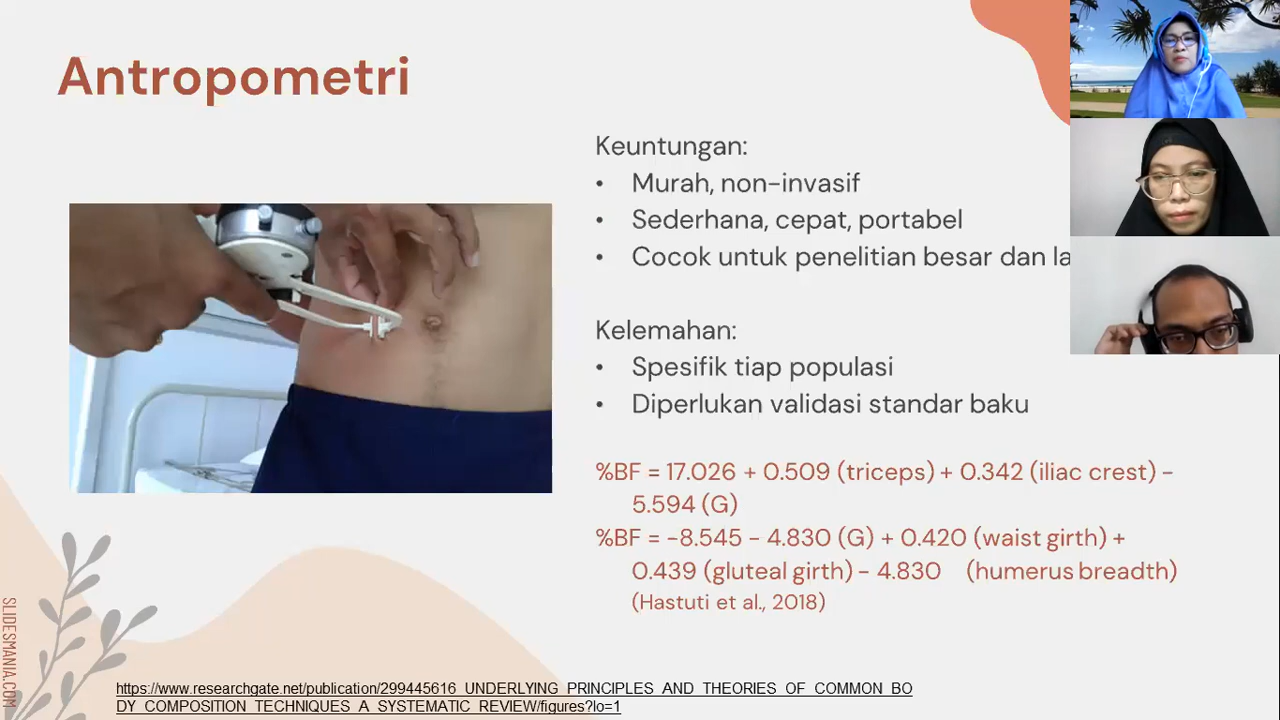 Antropometri
Keuntungan:
• Murah, non-invasif
• Sederhana, cepat, portabel
• Cocok untuk penelitian besar dan
Kelemahan:
• Spesifik tiap populasi
• Diperlukan validasi standar baku
%BF = 17.026 + 0.509 (triceps) + 0.342 (iliac crest) –
5.594 (G)
%BF = -8.545 – 4.830 (G) + 0.420 (waist girth) +
0.439 (gluteal girth) – 4.830 (humerus breadth)
(Hastuti et al., 2018)
SLIDESMANIA.COM
https://www.researchgate.net/publication/299445616_UNDERLYING_PRINCIPLES_AND_THEORIES_OF_COMMON_BO
DY_COMPOSITION_TECHNIQUES_A_SYSTEMATIC_REVIEW/figures?lo=1